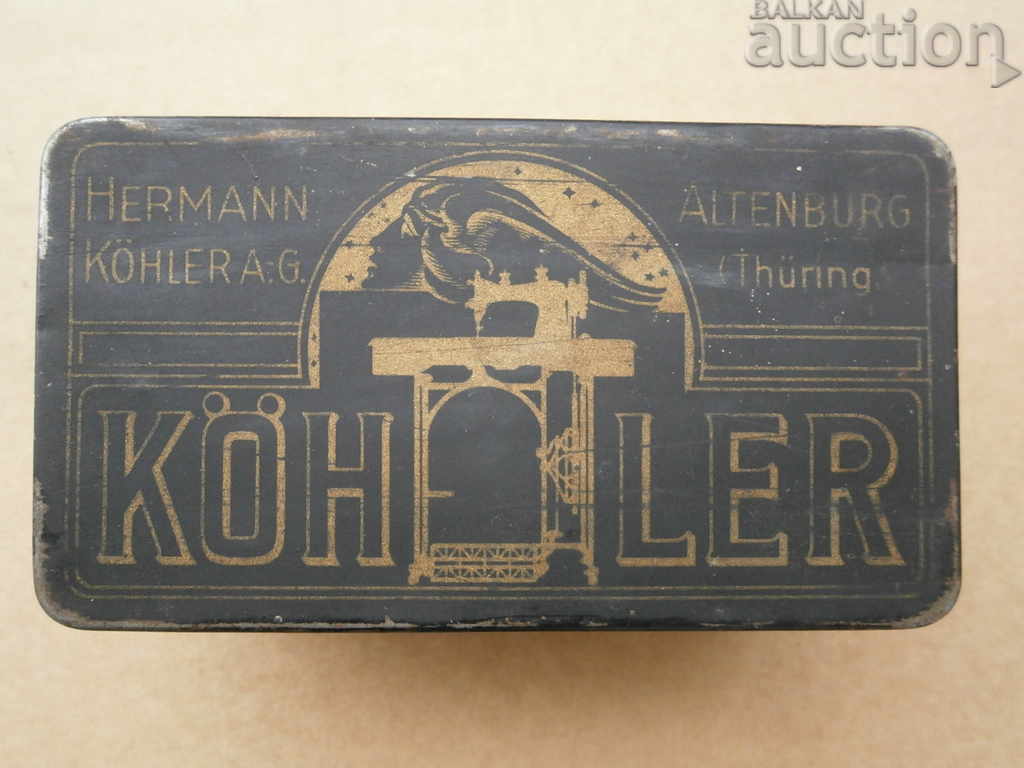 BALKAN
auction
HERMANN
KÖHLER A.-G.
ALTENBURG
(Thüring.
KÖHLER